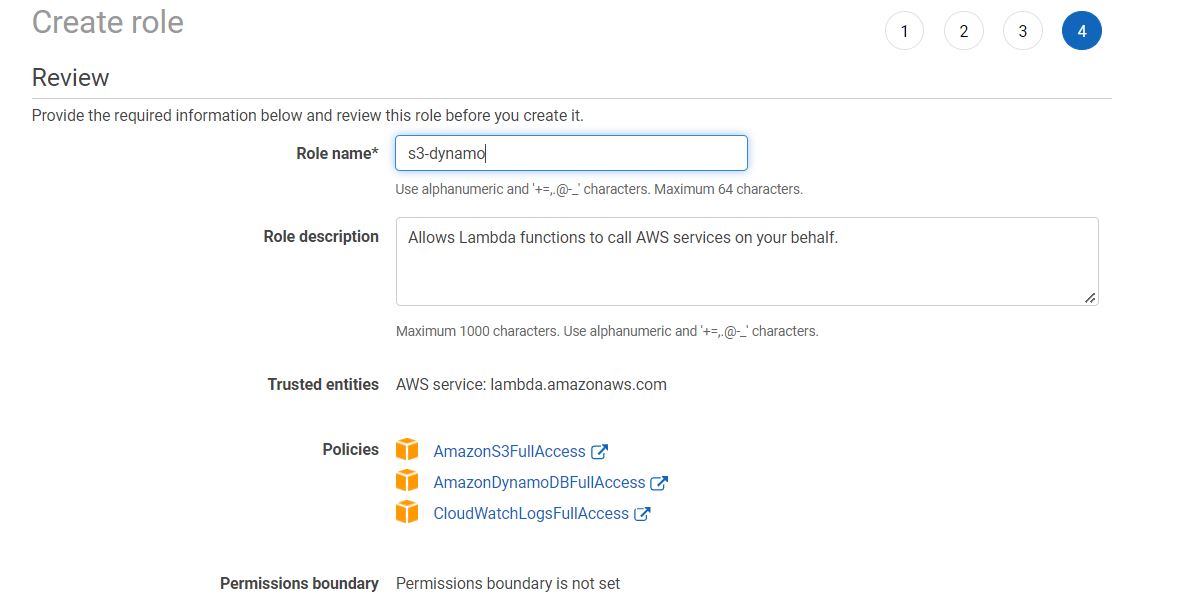 Create role
1 2 3 4
Review
Provide the required information below and review this role before you create it.
Role name* s3-dynamo
Use alphanumeric and '+=,.@-_' characters. Maximum 64 characters.
Role description Allows Lambda functions to call AWS services on your behalf.
Maximum 1000 characters. Use alphanumeric and '+=,.@-_' characters.
Trusted entities AWS service: lambda.amazonaws.com
Policies AmazonS3FullAccess
AmazonDynamoDBFullAccess
CloudWatchLogsFullAccess
Permissions boundary Permissions boundary is not set